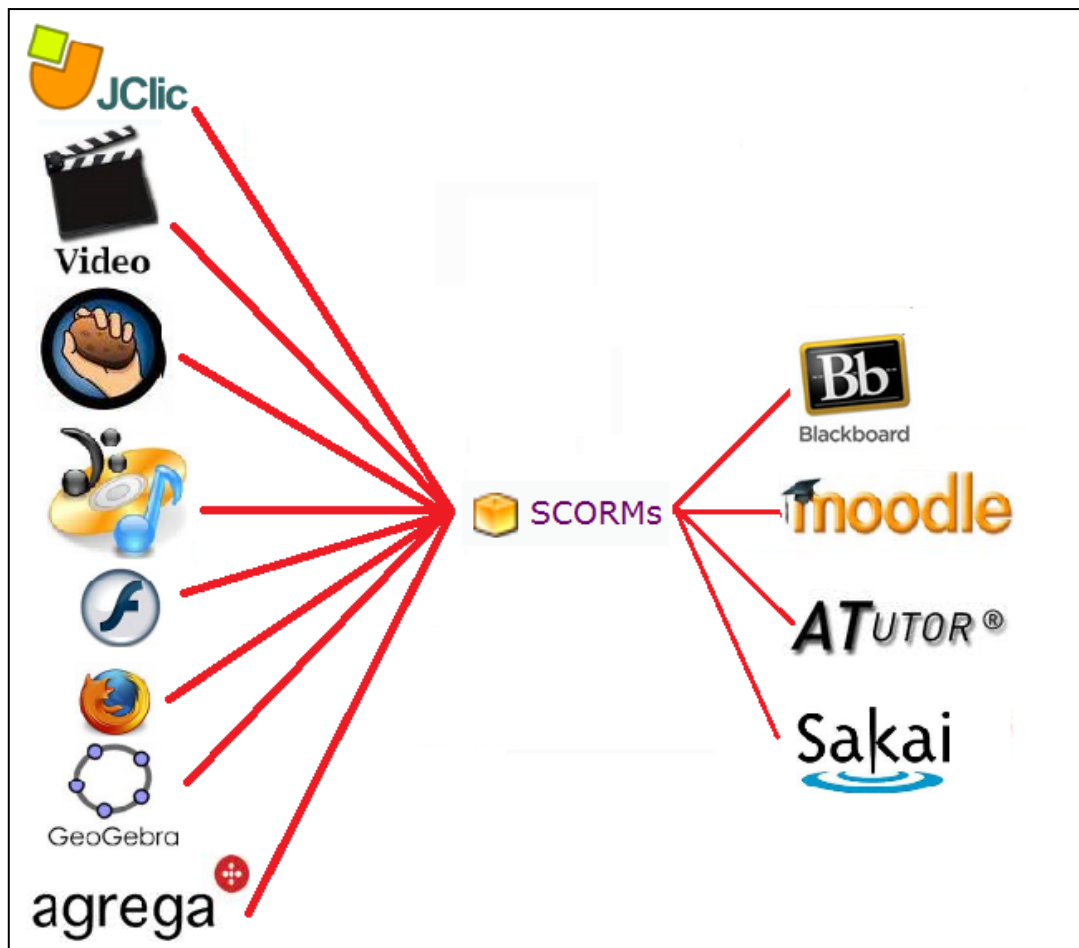 JClic
Video
SCORMs
Bb
Blackboard
moodle
ATUTOR ®
Sakai
GeoGebra
agrega